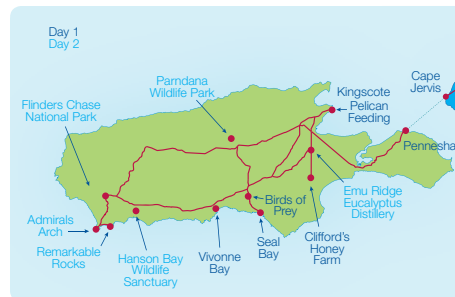 Day 1
Day 2
Parndana
Wildlife Park
Flinders Chase
National Park
Kingscote
Pelican
Feeding
Cape
Jervis
Pennesha
Emu Ridge
Eucalyptus
Distillery
Birds of
Prey
Admirals
Arch
Remarkable
Rocks
Hanson Bay
Wildlife
Sanctuary
Vivonne
Bay
Seal
Bay
Clifford's
Honey
Farm